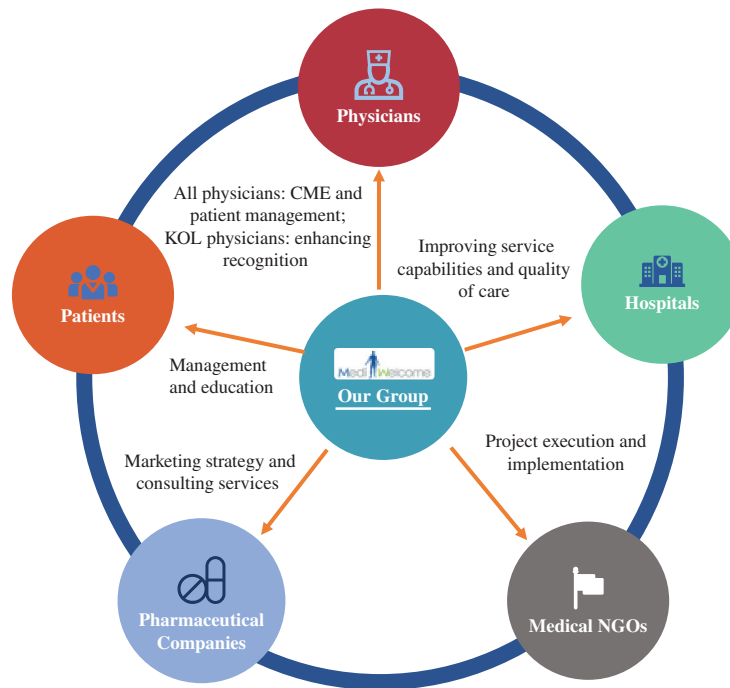 Physicians
All physicians: CME and
patient management;
KOL physicians: enhancing
recognition
Improving service
capabilities and quality
of care
Hospitals
Patients
Medi Welcome
Our Group
Management
and education
Marketing strategy and
consulting services
Project execution and
implementation
Pharmaceutical
Companies
Medical NGOs